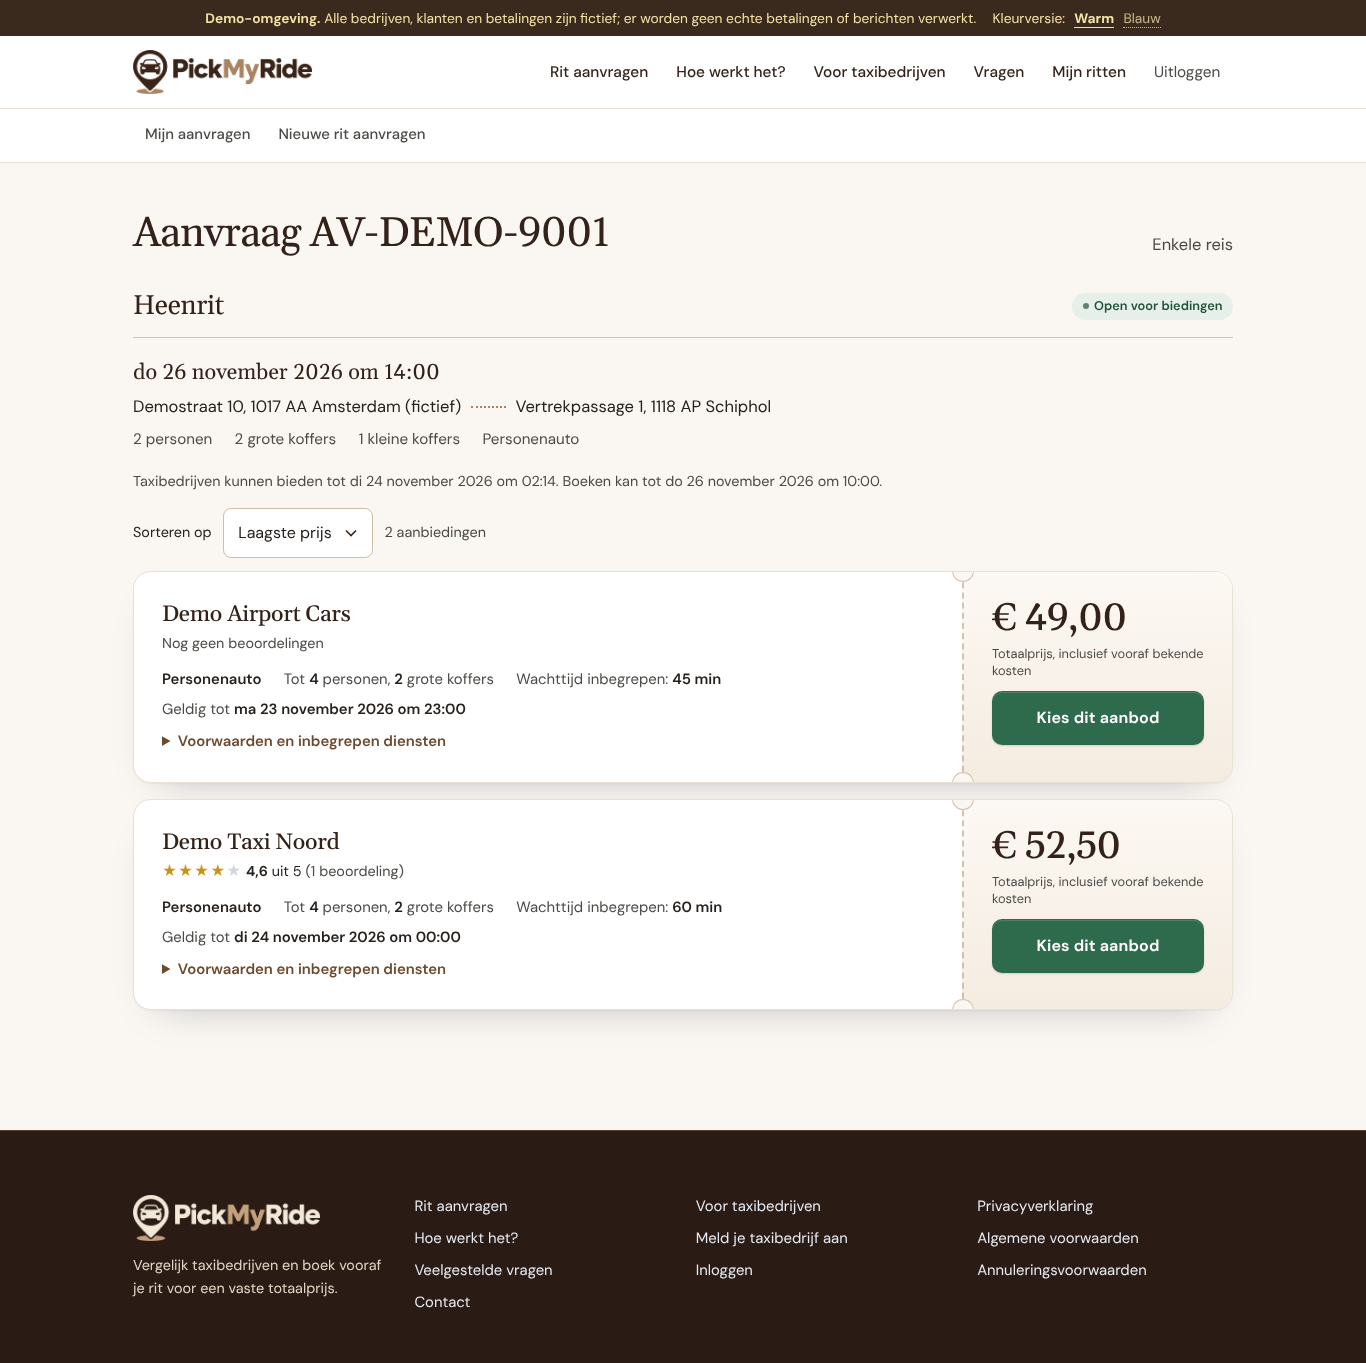 Demo-omgeving. Alle bedrijven, klanten en betalingen zijn fictief; er worden geen echte betalingen of berichten verwerkt. Kleurversie: Warm Blauw
PickMyRide
Rit aanvragen Hoe werkt het? Voor taxibedrijven Vragen Mijn ritten Uitloggen
Mijn aanvragen Nieuwe rit aanvragen
Aanvraag AV-DEMO-9001
Enkele reis
Heenrit
Open voor biedingen
do 26 november 2026 om 14:00
Demostraat 10, 1017 AA Amsterdam (fictief) Vertrekpassage 1, 1118 AP Schiphol
2 personen 2 grote koffers 1 kleine koffers Personenauto
Taxibedrijven kunnen bieden tot di 24 november 2026 om 02:14. Boeken kan tot do 26 november 2026 om 10:00.
Sorteren op Laagste prijs 2 aanbiedingen
Demo Airport Cars
Nog geen beoordelingen
Personenauto Tot 4 personen, 2 grote koffers Wachttijd inbegrepen: 45 min
Geldig tot ma 23 november 2026 om 23:00
Voorwaarden en inbegrepen diensten
€ 49,00
Totaalprijs, inclusief vooraf bekende
kosten
Kies dit aanbod
Demo Taxi Noord
★★★★★ 4,6 uit 5 (1 beoordeling)
Personenauto Tot 4 personen, 2 grote koffers Wachttijd inbegrepen: 60 min
Geldig tot di 24 november 2026 om 00:00
Voorwaarden en inbegrepen diensten
€ 52,50
Totaalprijs, inclusief vooraf bekende
kosten
Kies dit aanbod
PickMyRide
Vergelijk taxibedrijven en boek vooraf
je rit voor een vaste totaalprijs.
Rit aanvragen
Hoe werkt het?
Veelgestelde vragen
Contact
Voor taxibedrijven
Meld je taxibedrijf aan
Inloggen
Privacyverklaring
Algemene voorwaarden
Annuleringsvoorwaarden